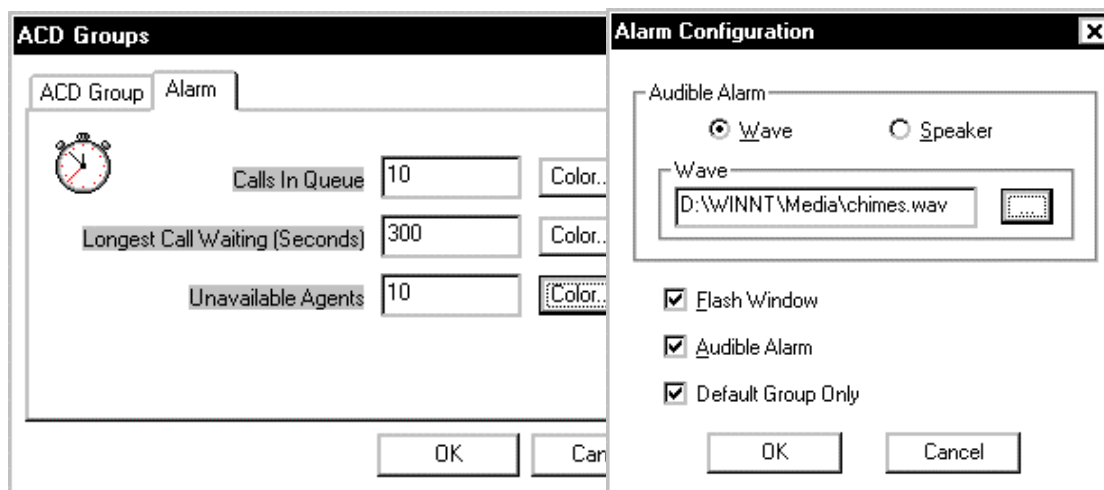 ACD Groups
ACD Group
Alarm
Calls In Queue
10
Color..
Longest Call Waiting (Seconds)
300
Color..
Unavailable Agents
10
Color..
OK
Can
Alarm Configuration
Audible Alarm
Wave
Speaker
Wave
D:\WINNT\Media\chimes.wav
...
Flash Window
Audible Alarm
Default Group Only
OK
Cancel